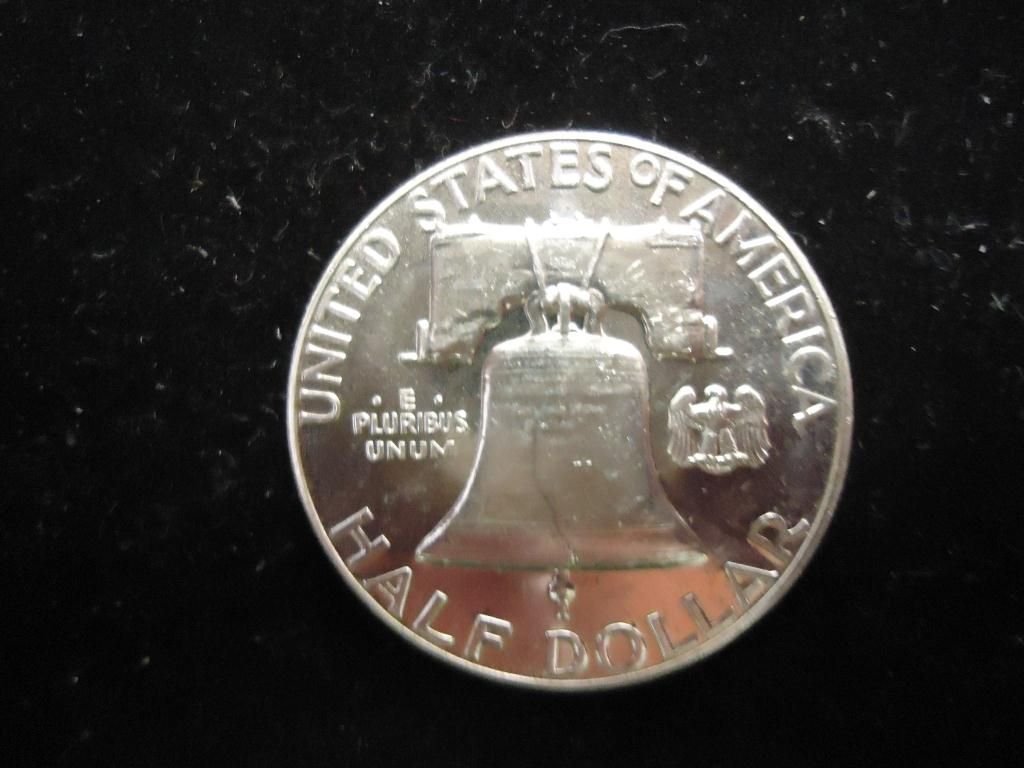 UNITED STATES OF AMERICA
· E ·
PLURIBUS
UNUM
HALF DOLLAR